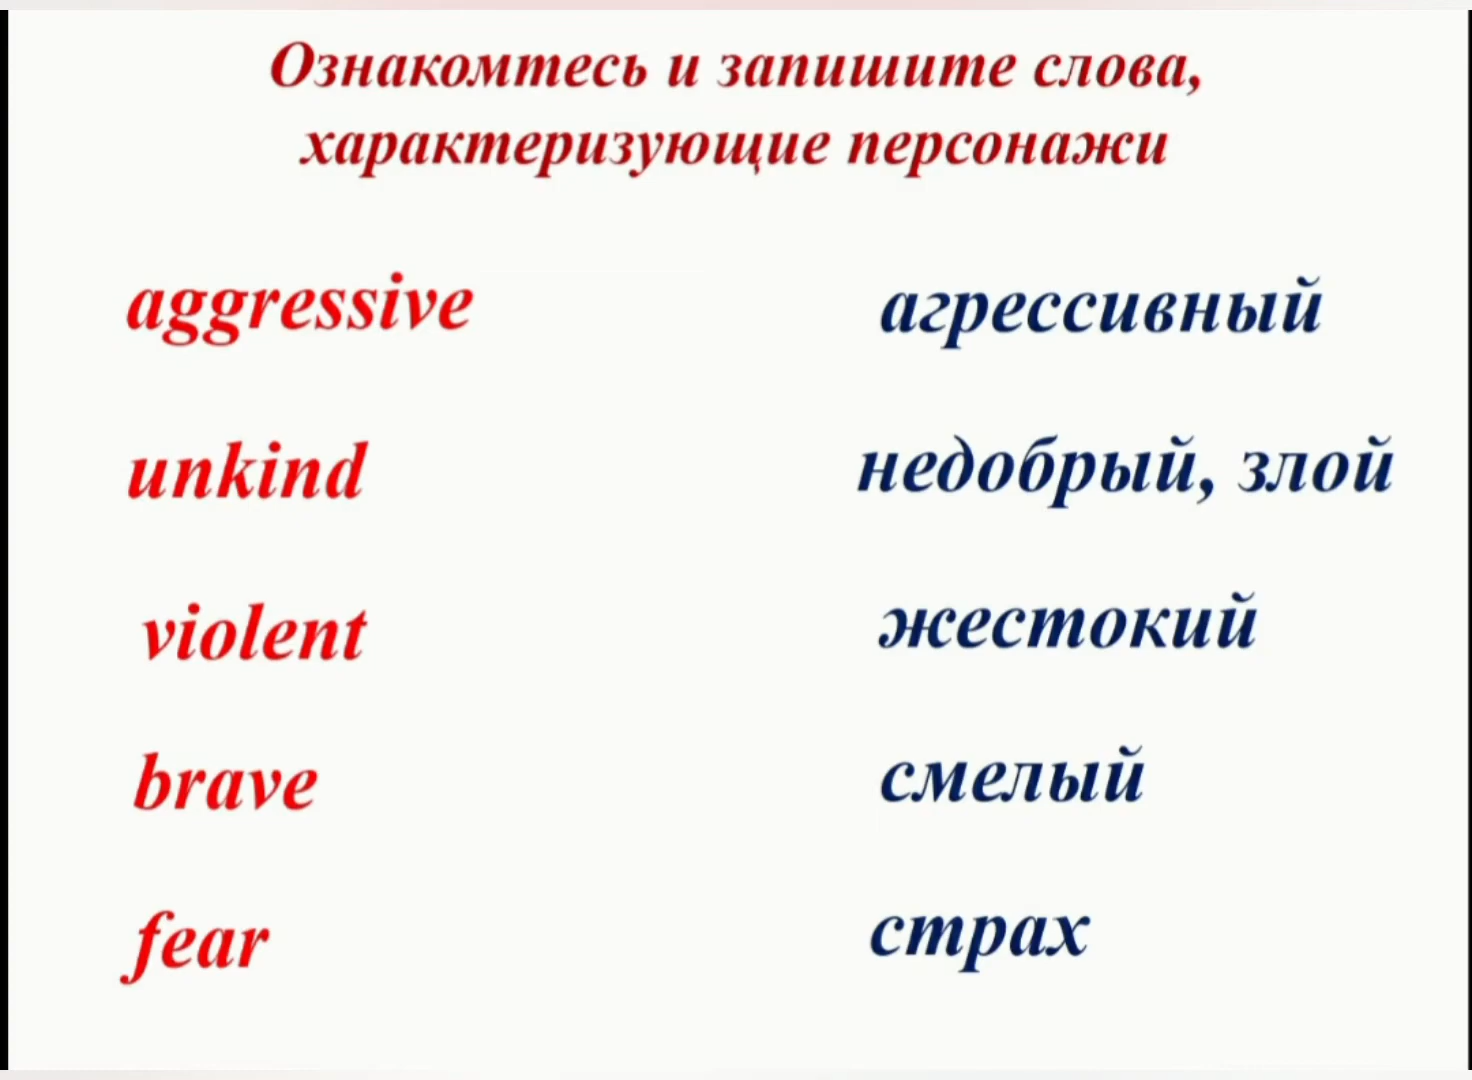 Ознакомтесь и запишите слова,
характеризующие персонажи
aggressive агрессивный
unkind недобрый, злой
violent жестокий
brave смелый
fear страх